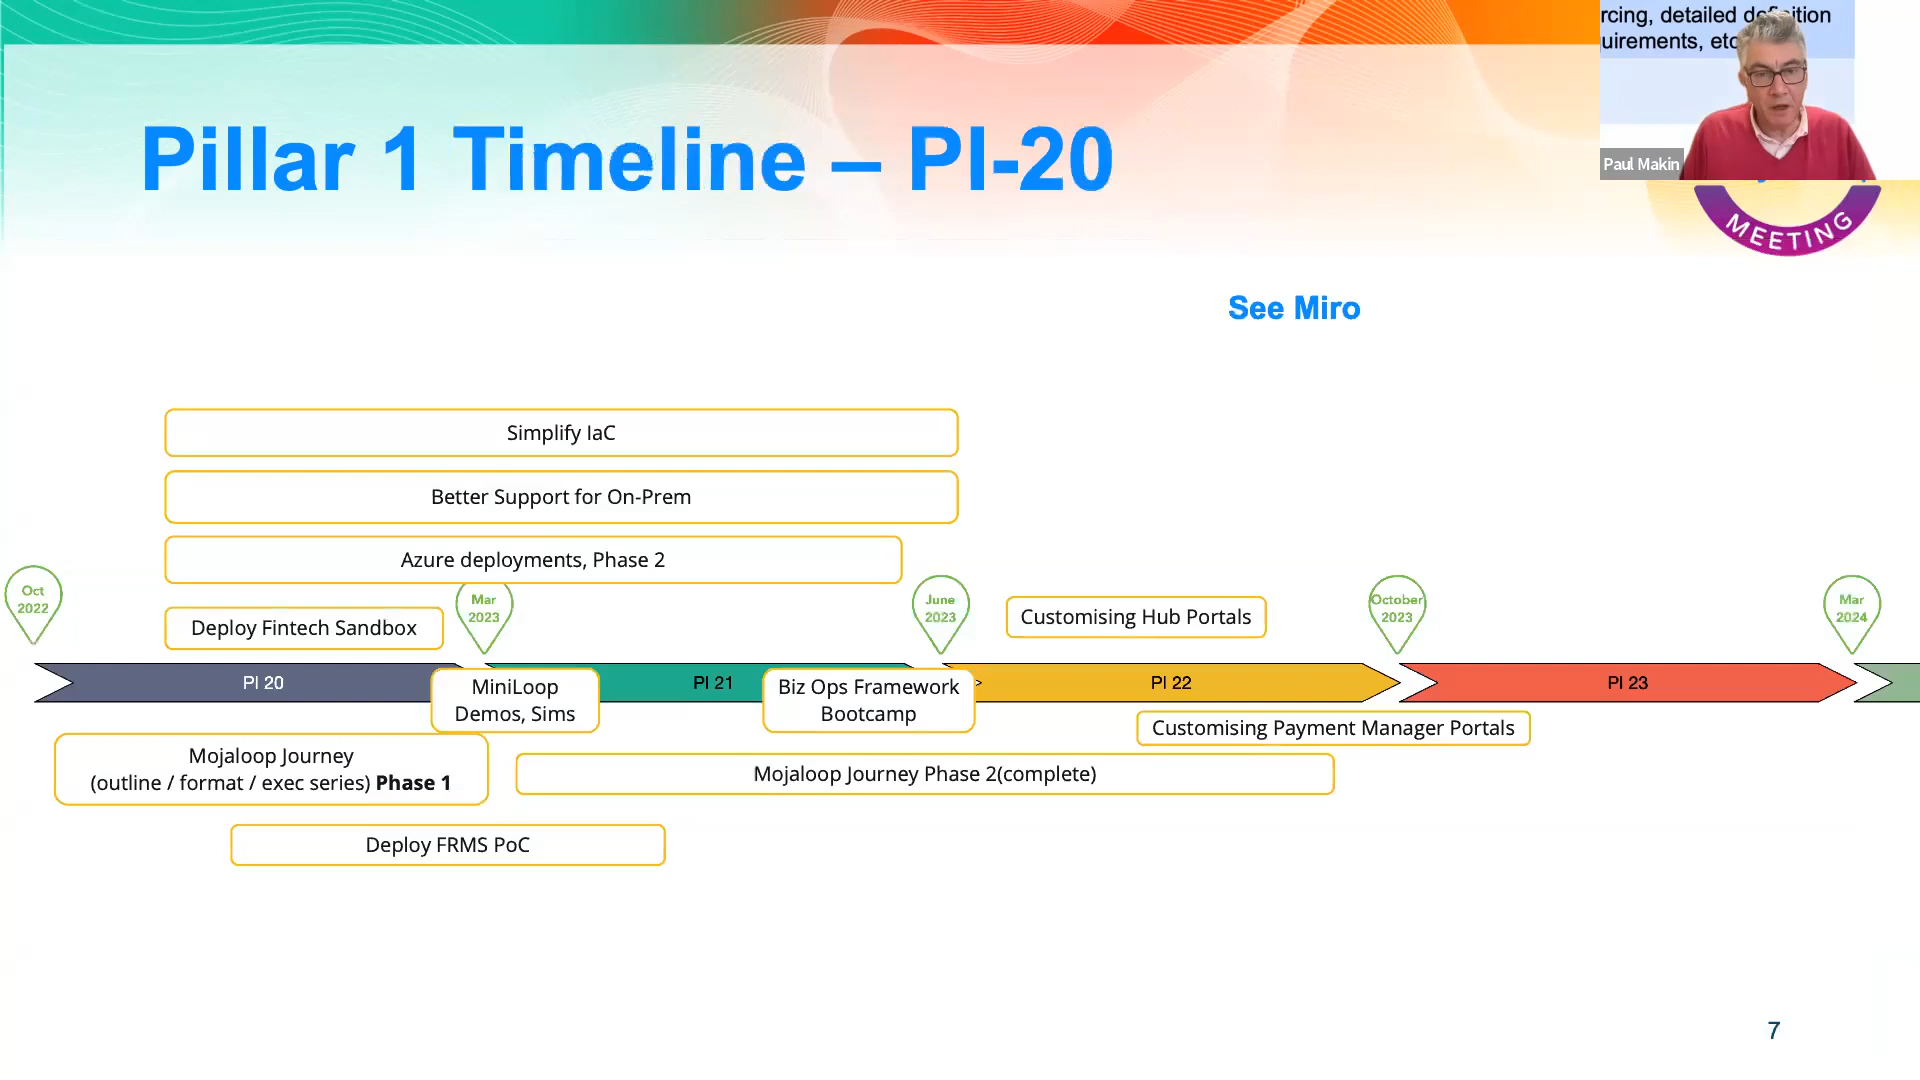 rcing, detailed definition
uirements, etc
Paul Makin
MEETING
Pillar 1 Timeline – PI-20
See Miro
Simplify IaC
Better Support for On-Prem
Azure deployments, Phase 2
Oct
2022
Mar
2023
June
2023
October
2023
Mar
2024
Deploy Fintech Sandbox
Customising Hub Portals
PI 20
MiniLoop
Demos, Sims
PI 21
Biz Ops Framework
Bootcamp
PI 22
PI 23
Customising Payment Manager Portals
Mojaloop Journey
(outline / format / exec series) Phase 1
Mojaloop Journey Phase 2(complete)
Deploy FRMS PoC
7